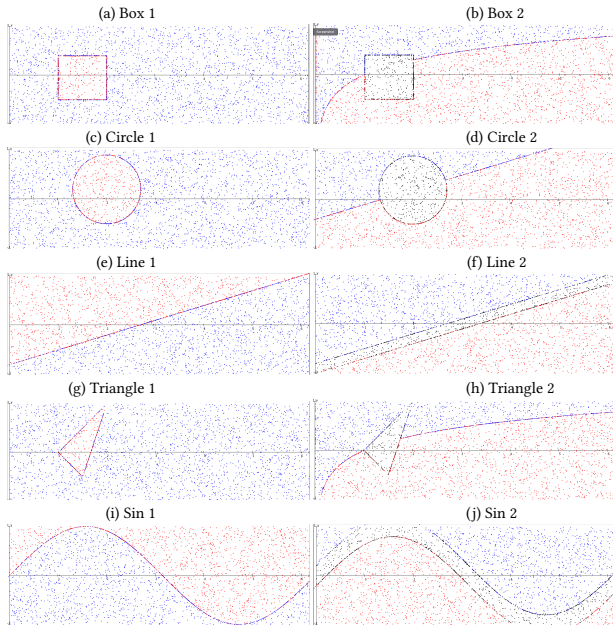 (a) Box 1
(b) Box 2
(c) Circle 1
(d) Circle 2
(e) Line 1
(f) Line 2
(g) Triangle 1
(h) Triangle 2
(i) Sin 1
(j) Sin 2